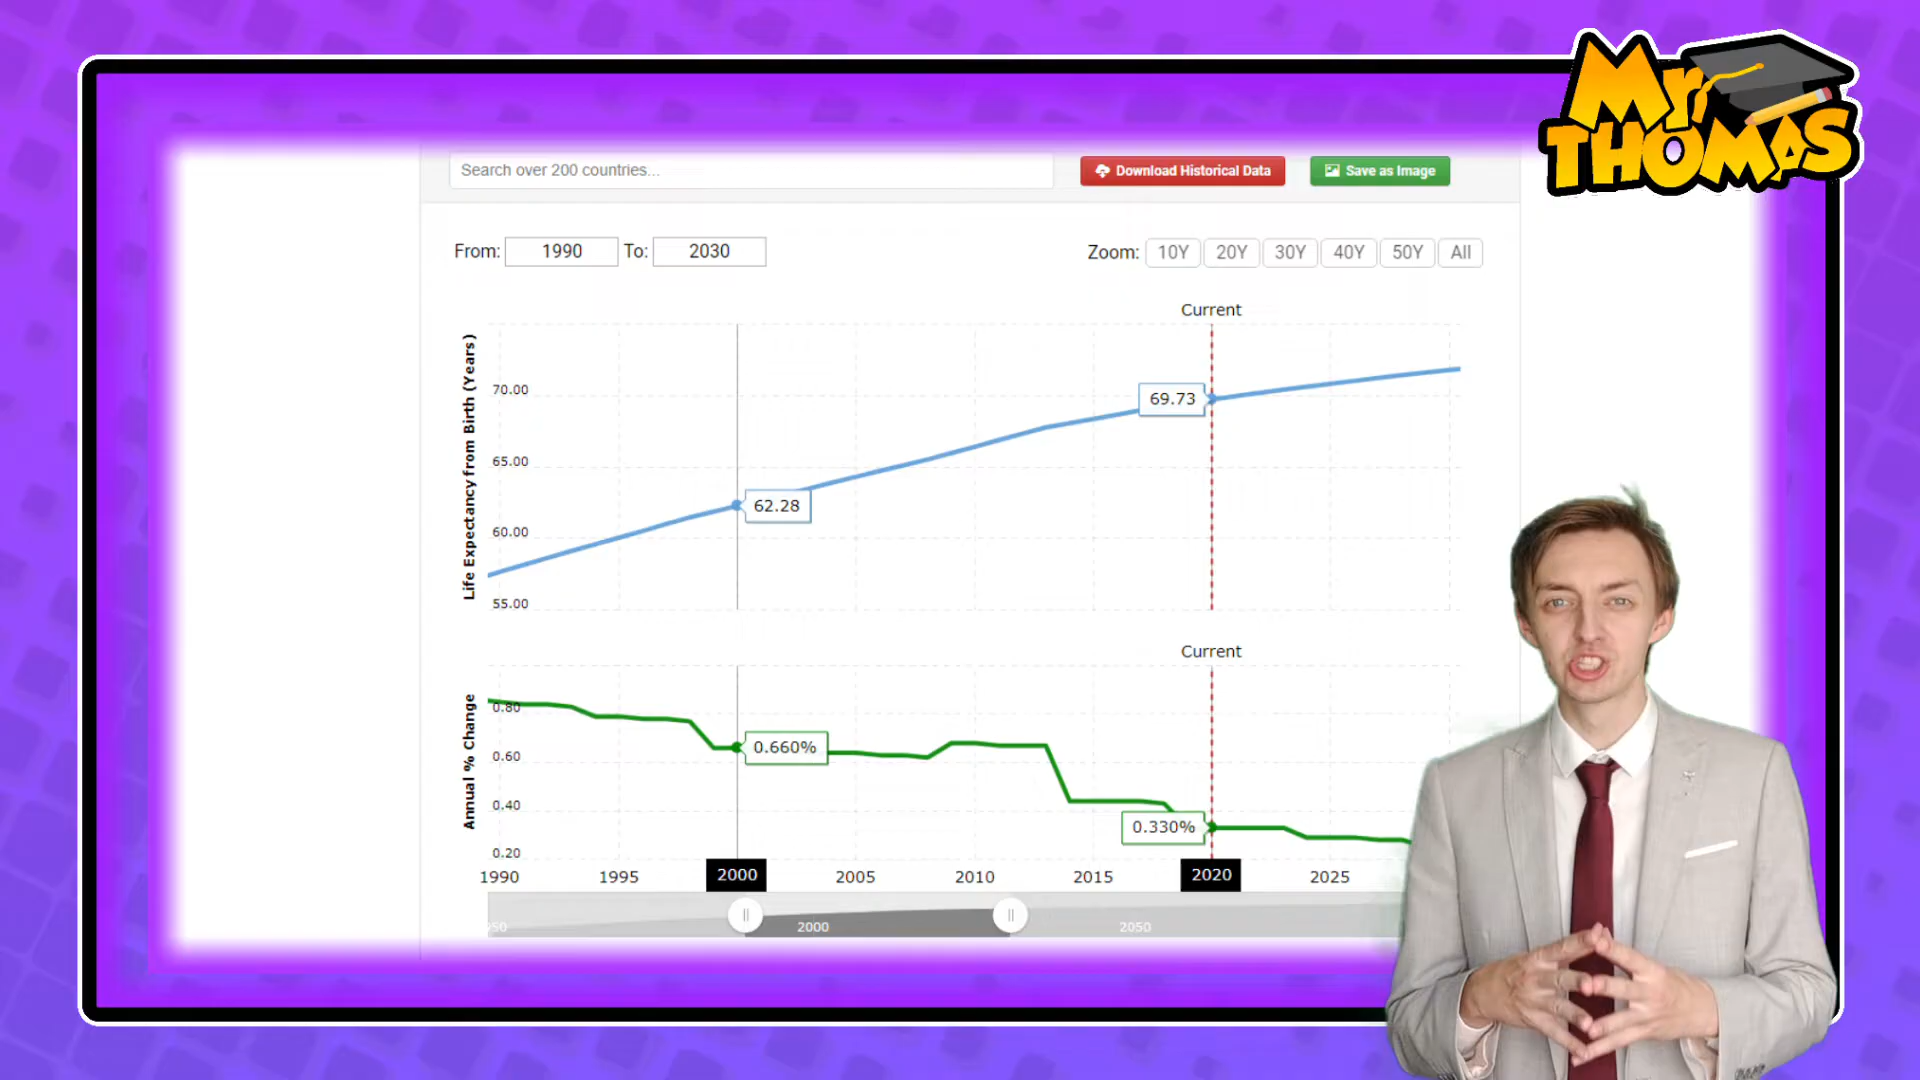 Mr
THOMAS
Search over 200 countries...
Download Historical Data
Save as Image
From: 1990 To: 2030
Zoom: 10Y 20Y 30Y 40Y 50Y All
Current
Life Expectancy from Birth (Years)
70.00
69.73
65.00
62.28
60.00
55.00
Current
Annual % Change
0.80
0.660%
0.60
0.40
0.330%
0.20
1990 1995 2000 2005 2010 2015 2020 2025
2000 2050